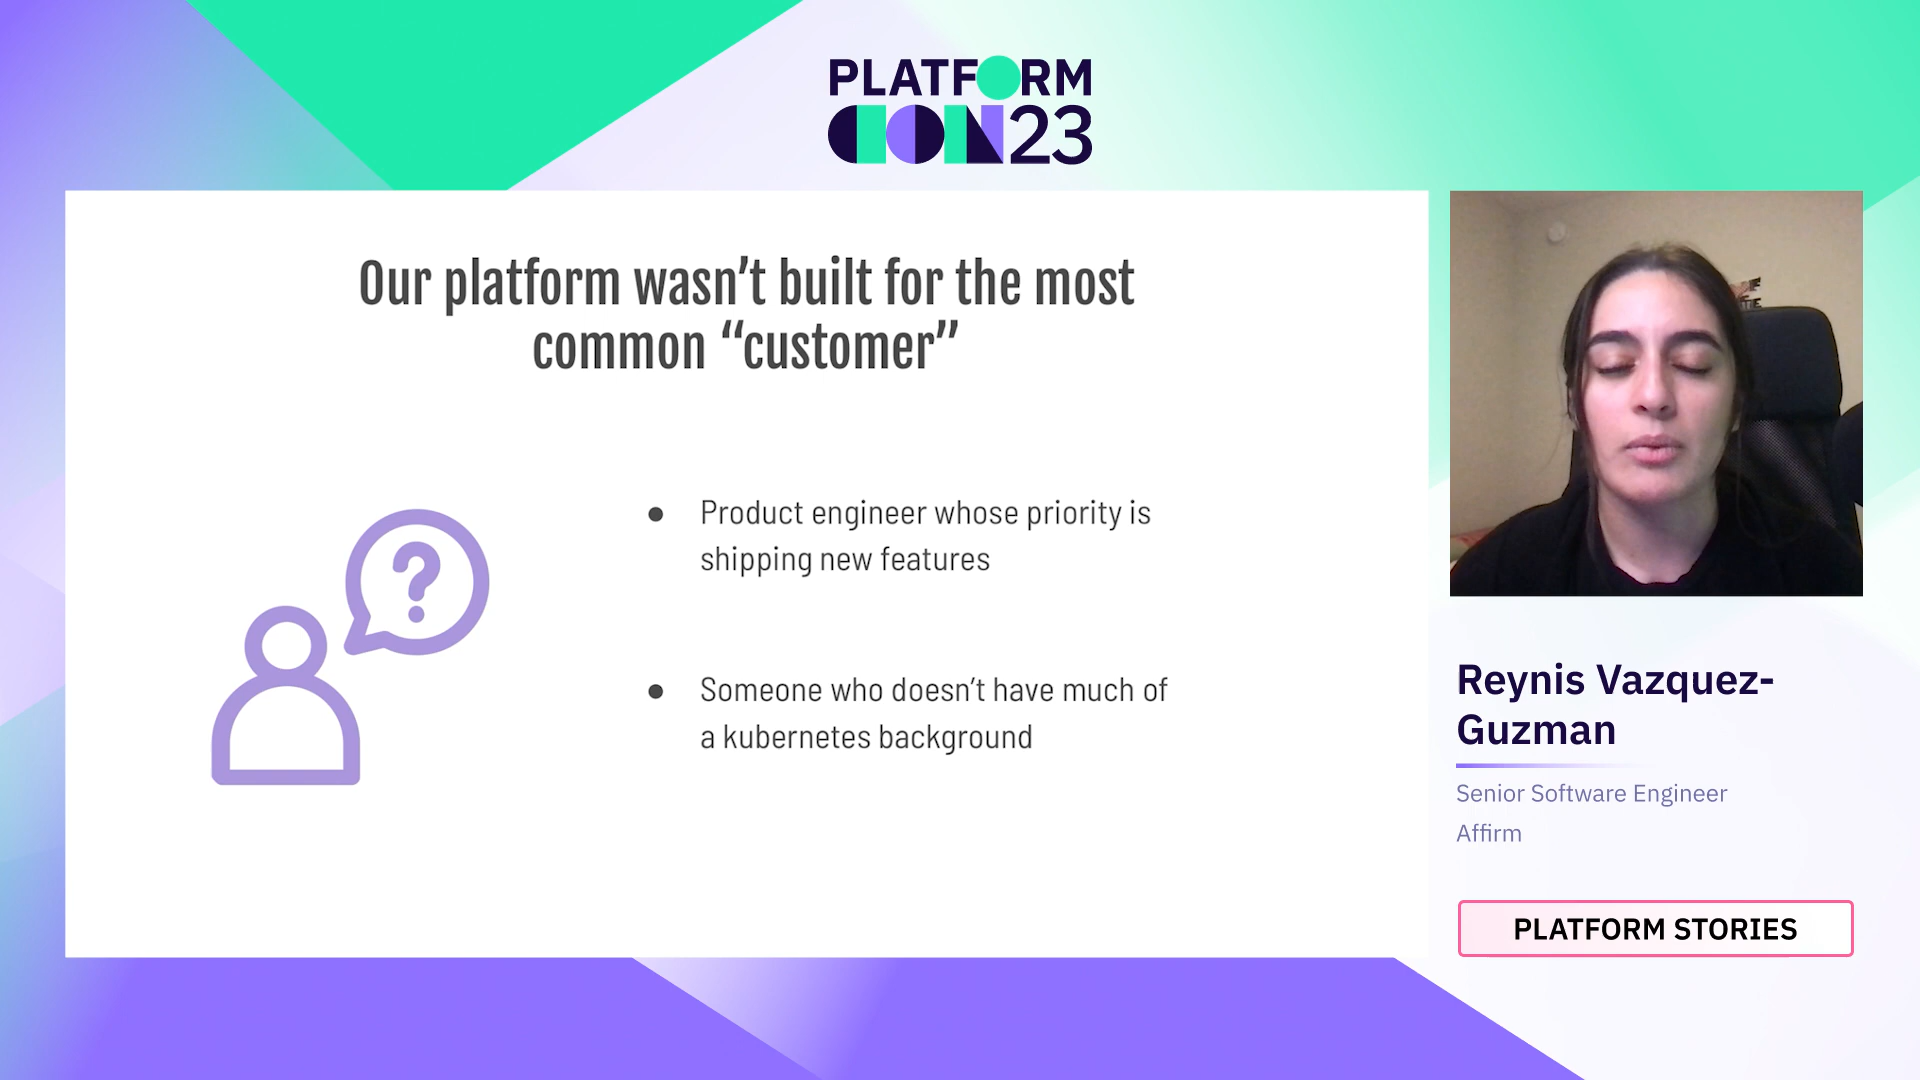 PLATFORM
CON23
Our platform wasn’t built for the most
common “customer”
?
● Product engineer whose priority is
shipping new features
● Someone who doesn’t have much of
a kubernetes background
Reynis Vazquez-
Guzman
Senior Software Engineer
Affirm
PLATFORM STORIES